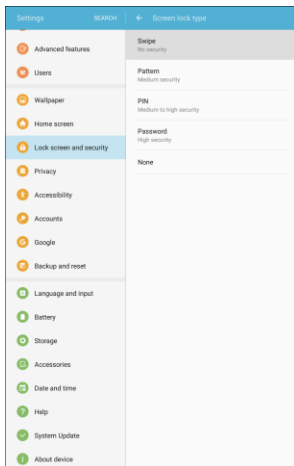 Settings
SEARCH
Screen lock type
Advanced features
Users
Wallpaper
Home screen
Lock screen and security
Privacy
Accessibility
Accounts
Google
Backup and reset
Language and input
Battery
Storage
Accessories
Date and time
Help
System Update
About device
Swipe
No security
Pattern
Medium security
PIN
Medium to high security
Password
High security
None